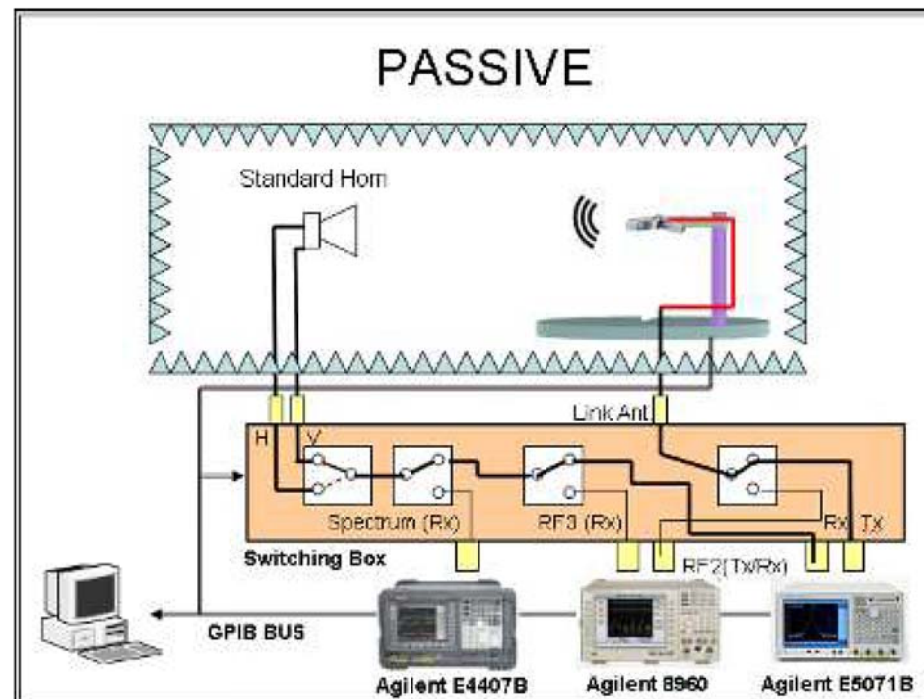 PASSIVE
Standard Horn
Link Ant
H V
Spectrum (Rx)
RF3 (Rx)
Rx Tx
Switching Box
RF2(Tx/Rx)
GPIB BUS
Agilent E4407B
Agilent 8960
Agilent E5071B